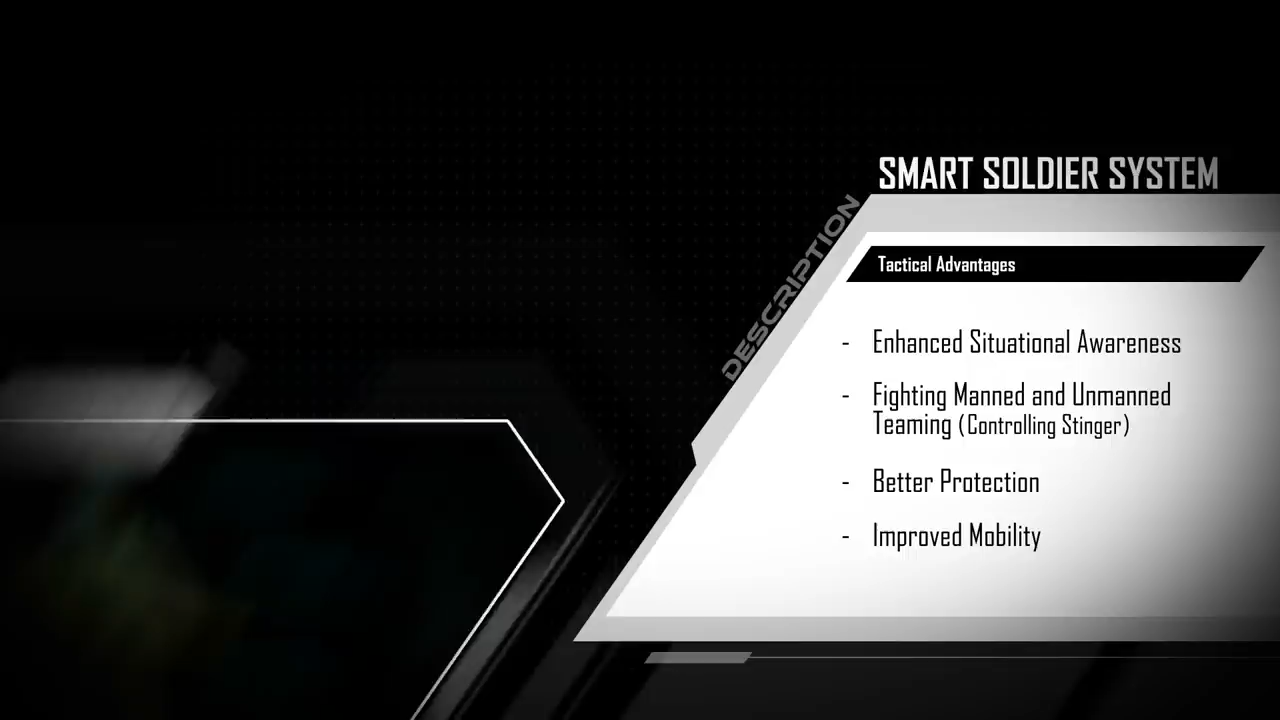 SMART SOLDIER SYSTEM
DESCRIPTION
Tactical Advantages
- Enhanced Situational Awareness
- Fighting Manned and Unmanned
Teaming (Controlling Stinger)
- Better Protection
- Improved Mobility